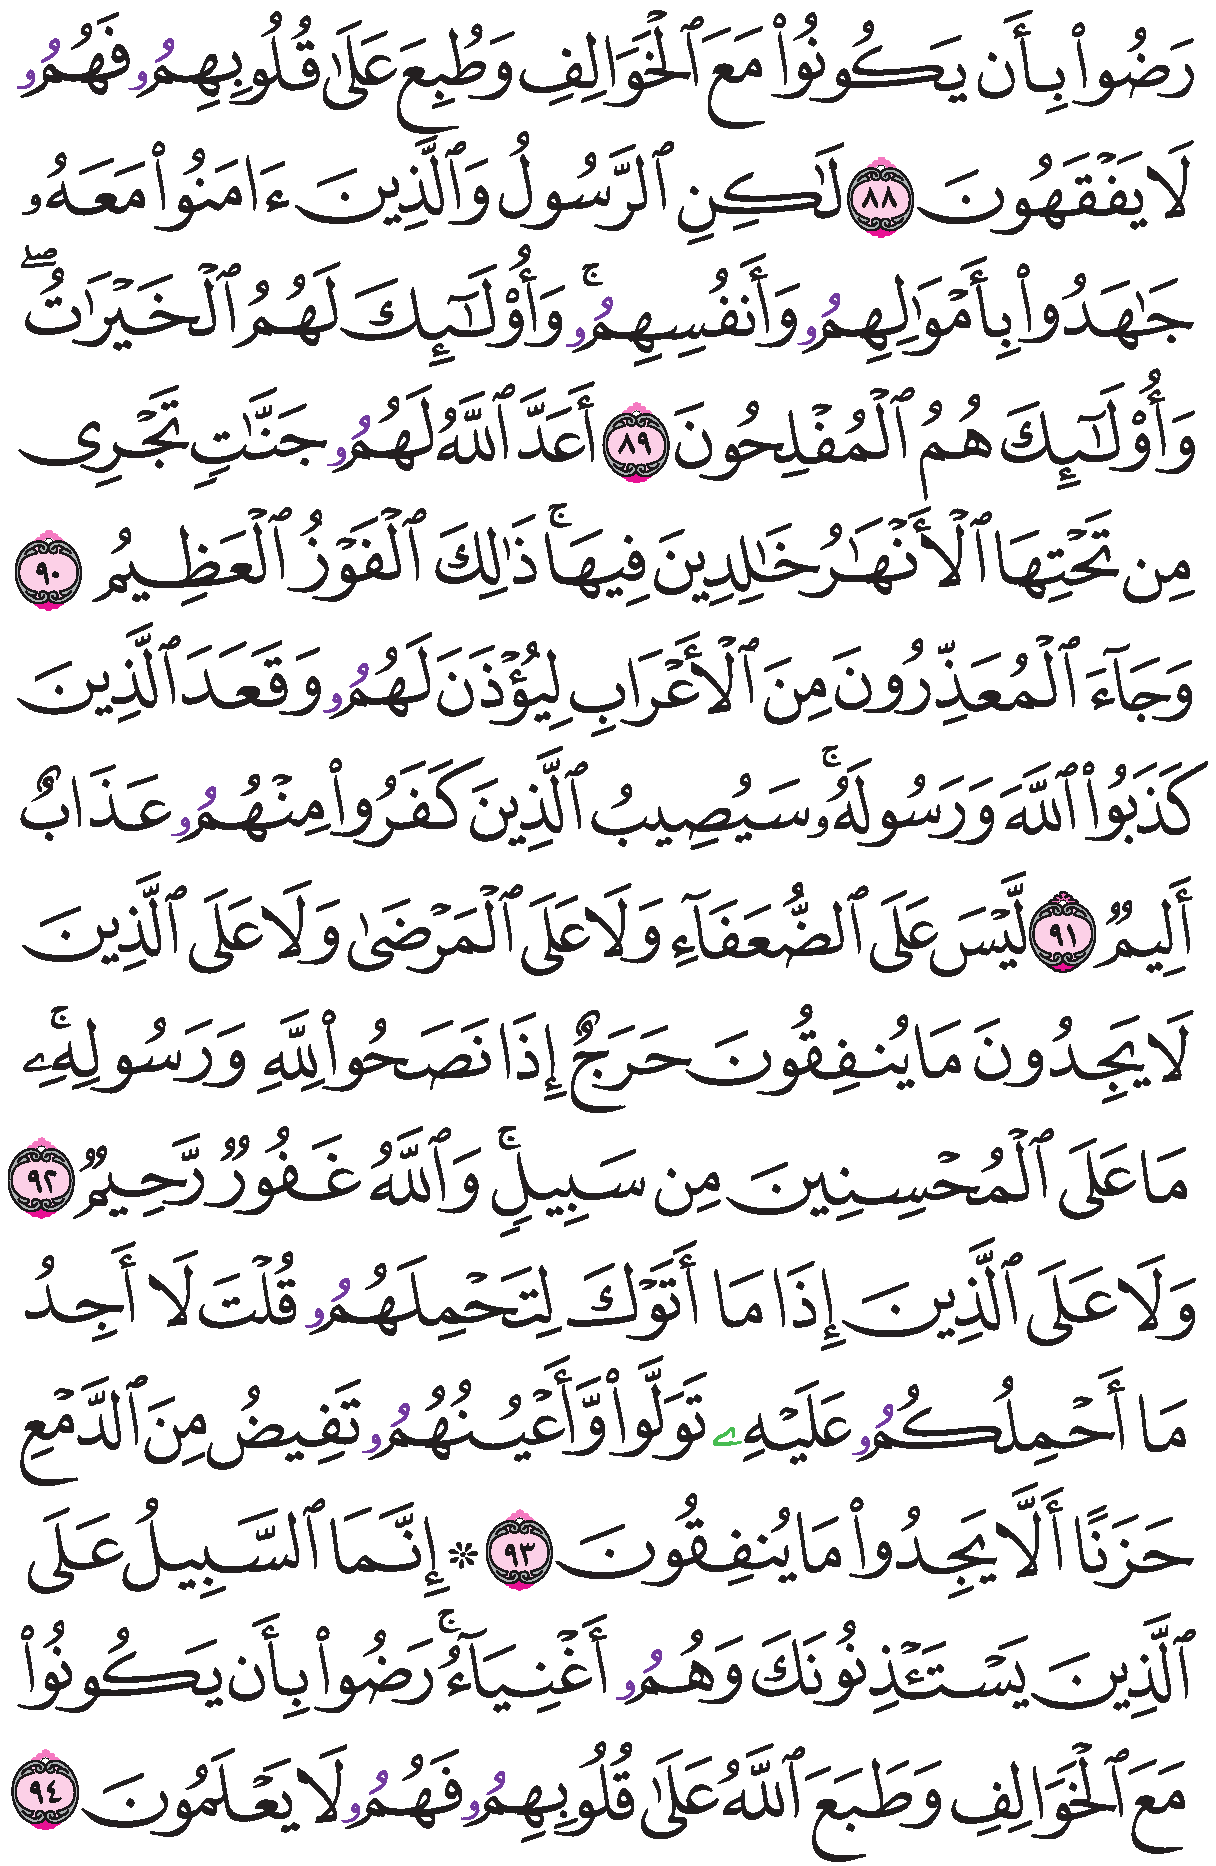 رَضُوا۟ بِأَن يَكُونُوا۟ مَعَ ٱلْخَوَالِفِ وَطُبِعَ عَلَىٰ قُلُوبِهِمُۥ فَهُمُۥ
لَا يَفْقَهُونَ ٨٨ لَٰكِنِ ٱلرَّسُولُ وَٱلَّذِينَ ءَامَنُوا۟ مَعَهُۥ
جَٰهَدُوا۟ بِأَمْوَٰلِهِمُۥ وَأَنفُسِهِمُۥۚ وَأُو۟لَٰٓئِكَ لَهُمُ ٱلْخَيْرَٰتُۖ
وَأُو۟لَٰٓئِكَ هُمُ ٱلْمُفْلِحُونَ ٨٩ أَعَدَّ ٱللَّهُ لَهُمُۥ جَنَّٰتٍ تَجْرِى
مِن تَحْتِهَا ٱلْأَنْهَٰرُ خَٰلِدِينَ فِيهَاۚ ذَٰلِكَ ٱلْفَوْزُ ٱلْعَظِيمُ ٩٠
وَجَآءَ ٱلْمُعَذِّرُونَ مِنَ ٱلْأَعْرَابِ لِيُؤْذَنَ لَهُمُۥ وَقَعَدَ ٱلَّذِينَ
كَذَبُوا۟ ٱللَّهَ وَرَسُولَهُۥۚ سَيُصِيبُ ٱلَّذِينَ كَفَرُوا۟ مِنْهُمُۥ عَذَابٌ
أَلِيمٌ ٩١ لَّيْسَ عَلَى ٱلضُّعَفَآءِ وَلَا عَلَى ٱلْمَرْضَىٰ وَلَا عَلَى ٱلَّذِينَ
لَا يَجِدُونَ مَا يُنفِقُونَ حَرَجٌ إِذَا نَصَحُوا۟ لِلَّهِ وَرَسُولِهِۦۚ
مَا عَلَى ٱلْمُحْسِنِينَ مِن سَبِيلٍۚ وَٱللَّهُ غَفُورٌ رَّحِيمٌ ٩٢
وَلَا عَلَى ٱلَّذِينَ إِذَا مَا أَتَوْكَ لِتَحْمِلَهُمُۥ قُلْتَ لَا أَجِدُ
مَا أَحْمِلُكُمُۥ عَلَيْهِۦ تَوَلَّوا۟ وَّأَعْيُنُهُمُۥ تَفِيضُ مِنَ ٱلدَّمْعِ
حَزَنًا أَلَّا يَجِدُوا۟ مَا يُنفِقُونَ ٩٣ ۞ إِنَّمَا ٱلسَّبِيلُ عَلَى
ٱلَّذِينَ يَسْتَـْٔذِنُونَكَ وَهُمُۥ أَغْنِيَآءُۚ رَضُوا۟ بِأَن يَكُونُوا۟
مَعَ ٱلْخَوَالِفِ وَطَبَعَ ٱللَّهُ عَلَىٰ قُلُوبِهِمُۥ فَهُمُۥ لَا يَعْلَمُونَ ٩٤